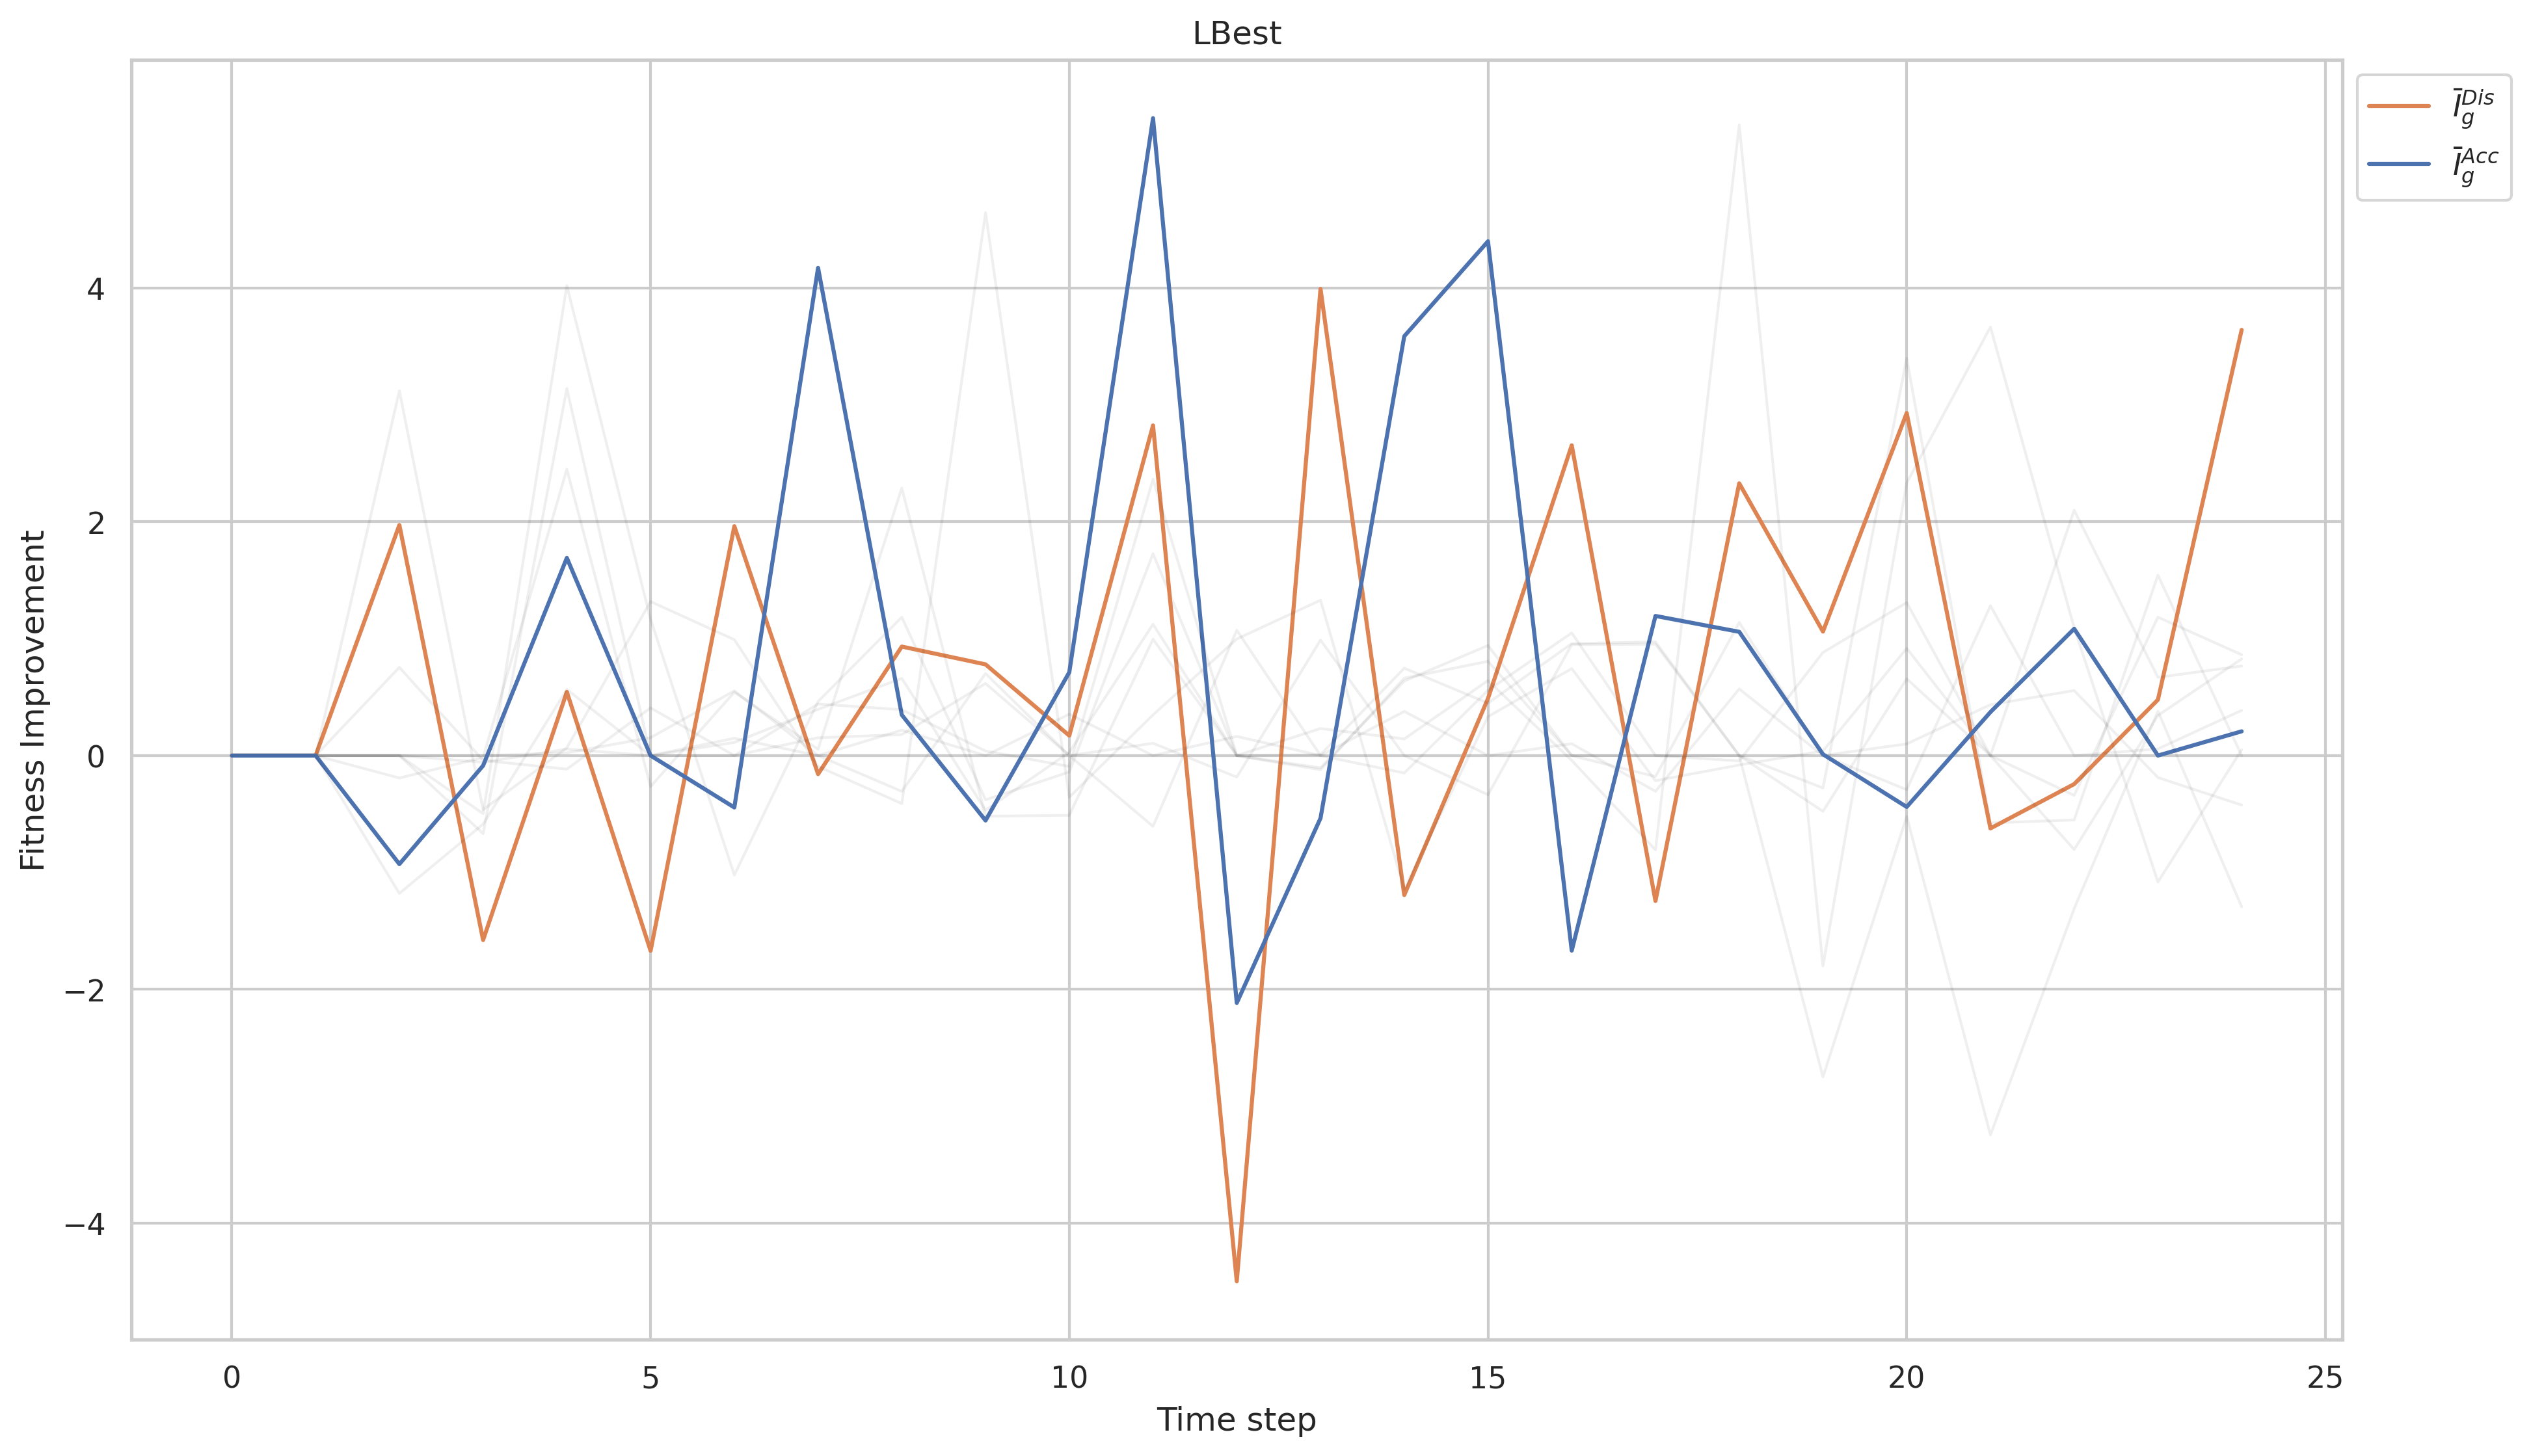 LBest
Ī_g^Dis
Ī_g^Acc
Fitness Improvement
4
2
0
−2
−4
0 5 10 15 20 25
Time step